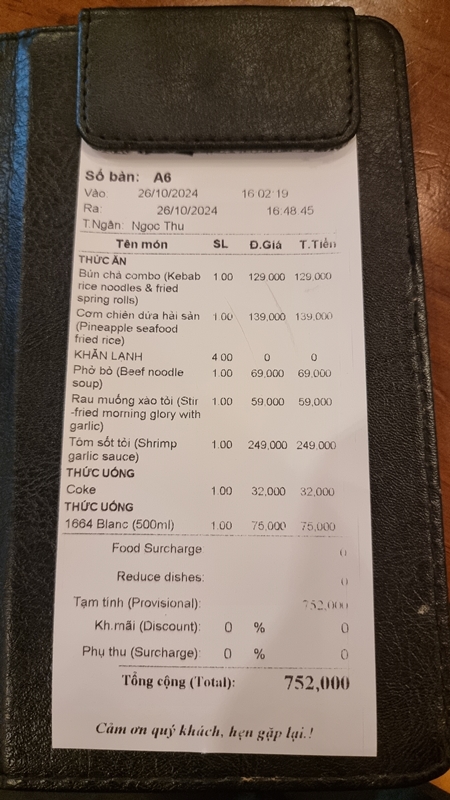 Số bàn: A6
Vào: 26/10/2024 16:02:19
Ra: 26/10/2024 16:48:45
T.Ngân: Ngoc Thu
Tên món SL Đ.Giá T.Tiền
THỨC ĂN
Bún chả combo (Kebab 1.00 129,000 129,000
rice noodles & fried
spring rolls)
Cơm chiên dứa hải sản 1.00 139,000 139,000
(Pineapple seafood
fried rice)
KHĂN LẠNH 4.00 0 0
Phở bò (Beef noodle 1.00 69,000 69,000
soup)
Rau muống xào tỏi (Stir 1.00 59,000 59,000
-fried morning glory with
garlic)
Tôm sốt tỏi (Shrimp 1.00 249,000 249,000
garlic sauce)
THỨC UỐNG
Coke 1.00 32,000 32,000
THỨC UỐNG
1664 Blanc (500ml) 1.00 75,000 75,000
Food Surcharge 0
Reduce dishes: 0
Tạm tính (Provisional): 752,000
Kh.mãi (Discount): 0 % 0
Phụ thu (Surcharge): 0 % 0
Tổng cộng (Total): 752,000
Cảm ơn quý khách, hẹn gặp lại.!